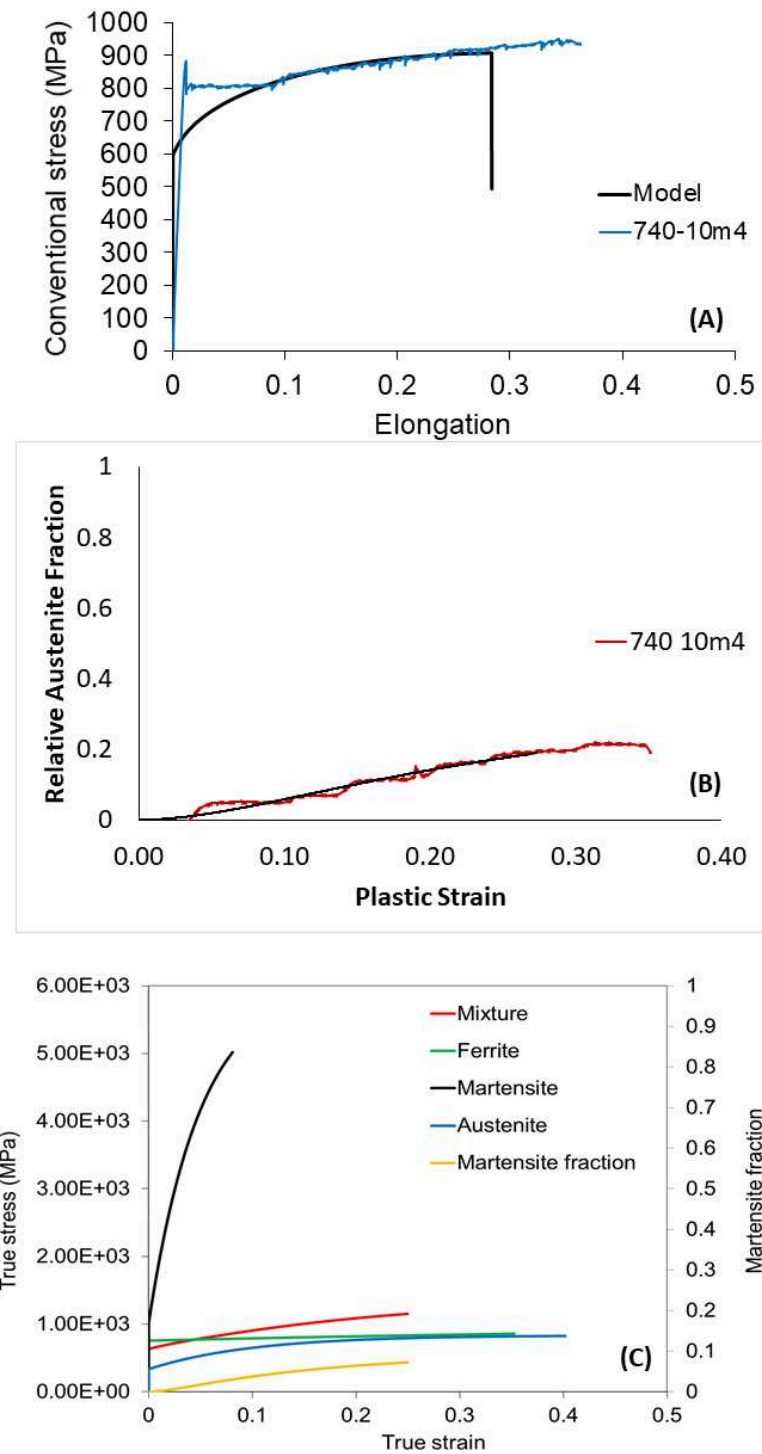 Conventional stress (MPa)
1000
900
800
700
600
500
400
300
200
100
0
0 0.1 0.2 0.3 0.4 0.5
Elongation
Model
740-10m4
(A)
Relative Austenite Fraction
1
0.8
0.6
0.4
0.2
0
0.00 0.10 0.20 0.30 0.40
Plastic Strain
740 10m4
(B)
True stress (MPa)
6.00E+03
5.00E+03
4.00E+03
3.00E+03
2.00E+03
1.00E+03
0.00E+00
0 0.1 0.2 0.3 0.4 0.5
True strain
Mixture
Ferrite
Martensite
Austenite
Martensite fraction
(C)
1
0.9
0.8
0.7
0.6
0.5
0.4
0.3
0.2
0.1
0
Martensite fraction